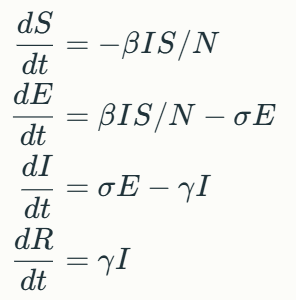 dS/dt = −βIS/N
dE/dt = βIS/N − σE
dI/dt = σE − γI
dR/dt = γI